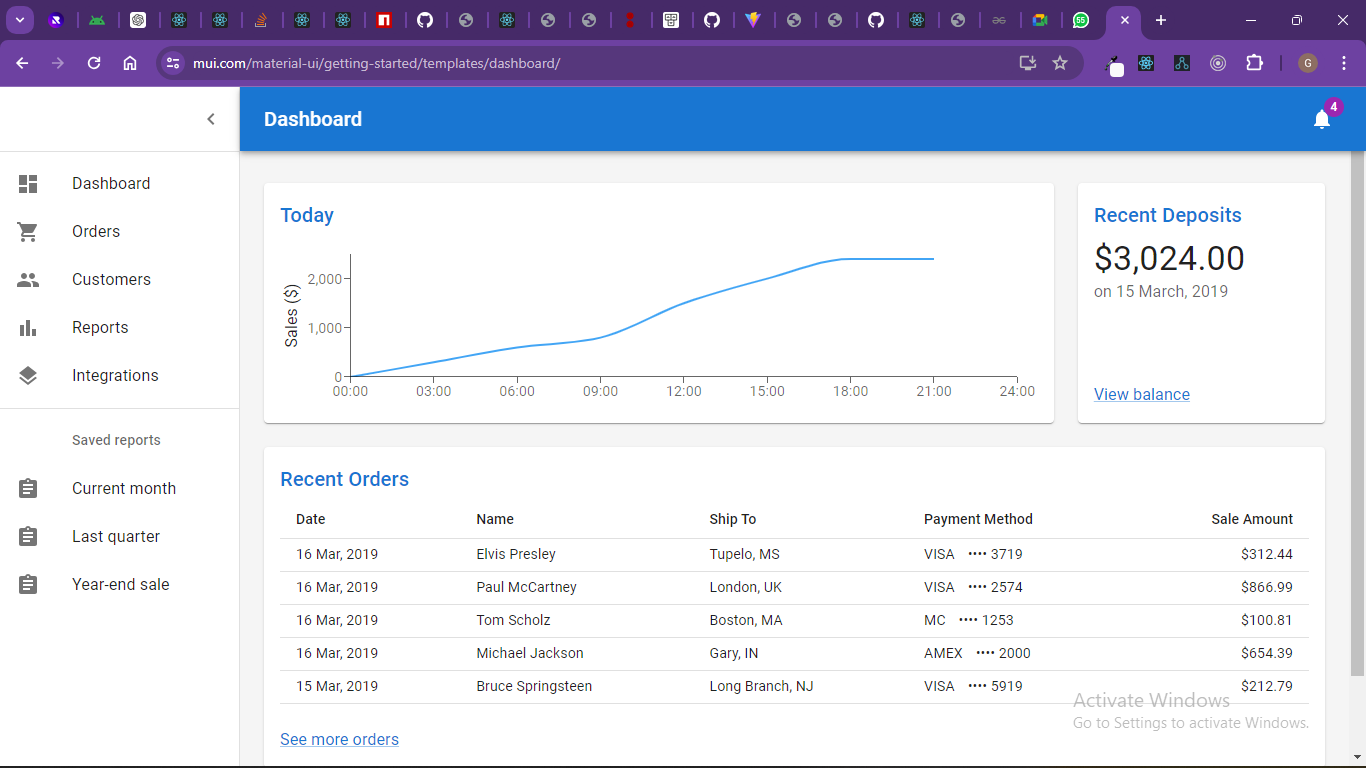 mui.com/material-ui/getting-started/templates/dashboard/
G
55
Dashboard
4
Dashboard
Orders
Customers
Reports
Integrations
Saved reports
Current month
Last quarter
Year-end sale
Today
Sales ($)
2,000
1,000
0
00:00 03:00 06:00 09:00 12:00 15:00 18:00 21:00 24:00
Recent Deposits
$3,024.00
on 15 March, 2019
View balance
Recent Orders
Date Name Ship To Payment Method Sale Amount
16 Mar, 2019 Elvis Presley Tupelo, MS VISA •••• 3719 $312.44
16 Mar, 2019 Paul McCartney London, UK VISA •••• 2574 $866.99
16 Mar, 2019 Tom Scholz Boston, MA MC •••• 1253 $100.81
16 Mar, 2019 Michael Jackson Gary, IN AMEX •••• 2000 $654.39
15 Mar, 2019 Bruce Springsteen Long Branch, NJ VISA •••• 5919 $212.79
See more orders
Activate Windows
Go to Settings to activate Windows.